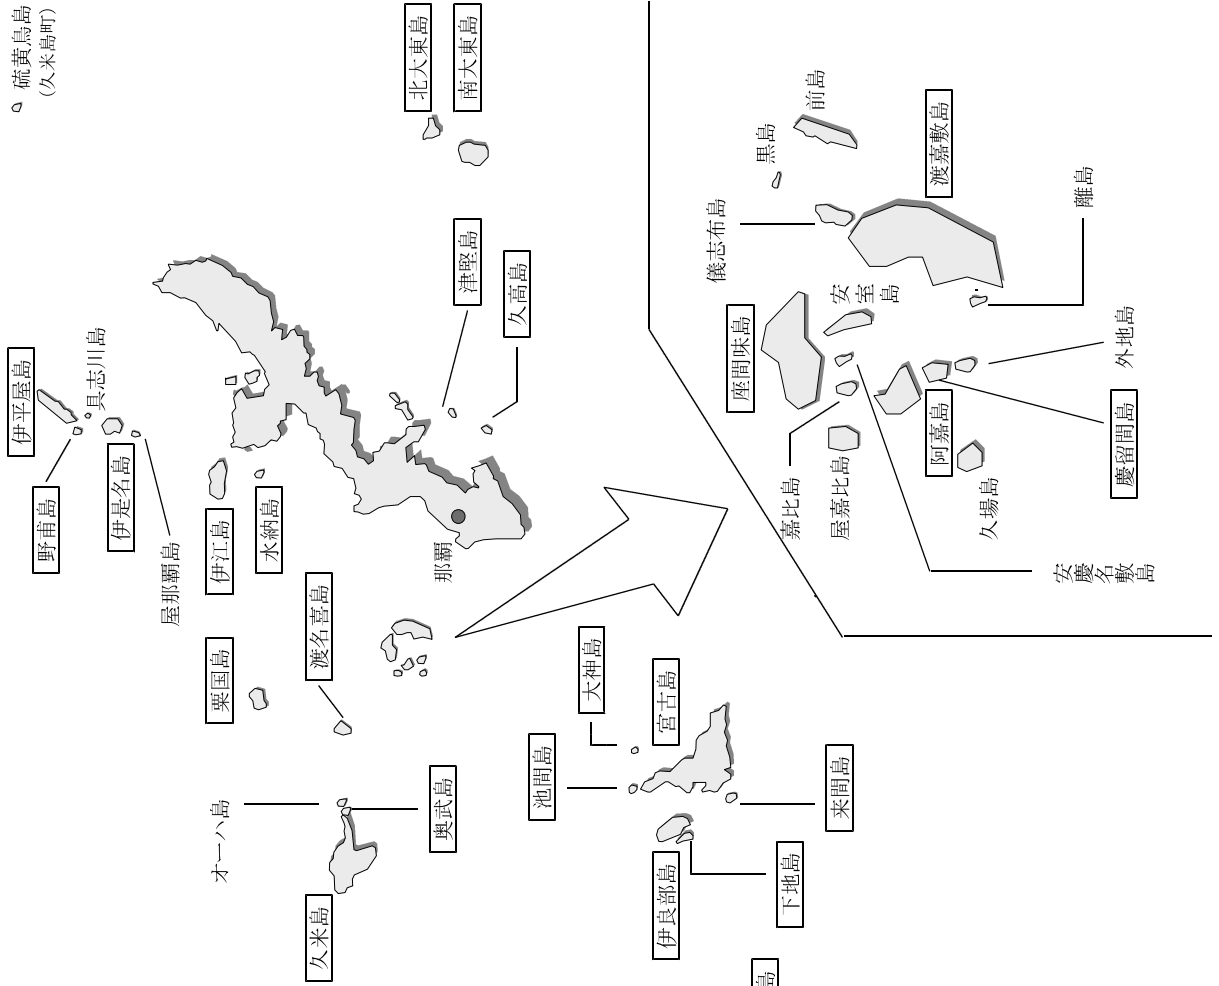 硫黄鳥島
（久米島町）
北大東島
南大東島
津堅島
久高島
伊平屋島
具志川島
野甫島
伊是名島
屋那覇島
伊江島
水納島
那覇
粟国島
渡名喜島
オーハ島
奥武島
久米島
前島
黒島
渡嘉敷島
儀志布島
離島
安室島
座間味島
外地島
阿嘉島
慶留間島
嘉比島
屋嘉比島
久場島
安慶名敷島
大神島
宮古島
池間島
来間島
伊良部島
下地島
島